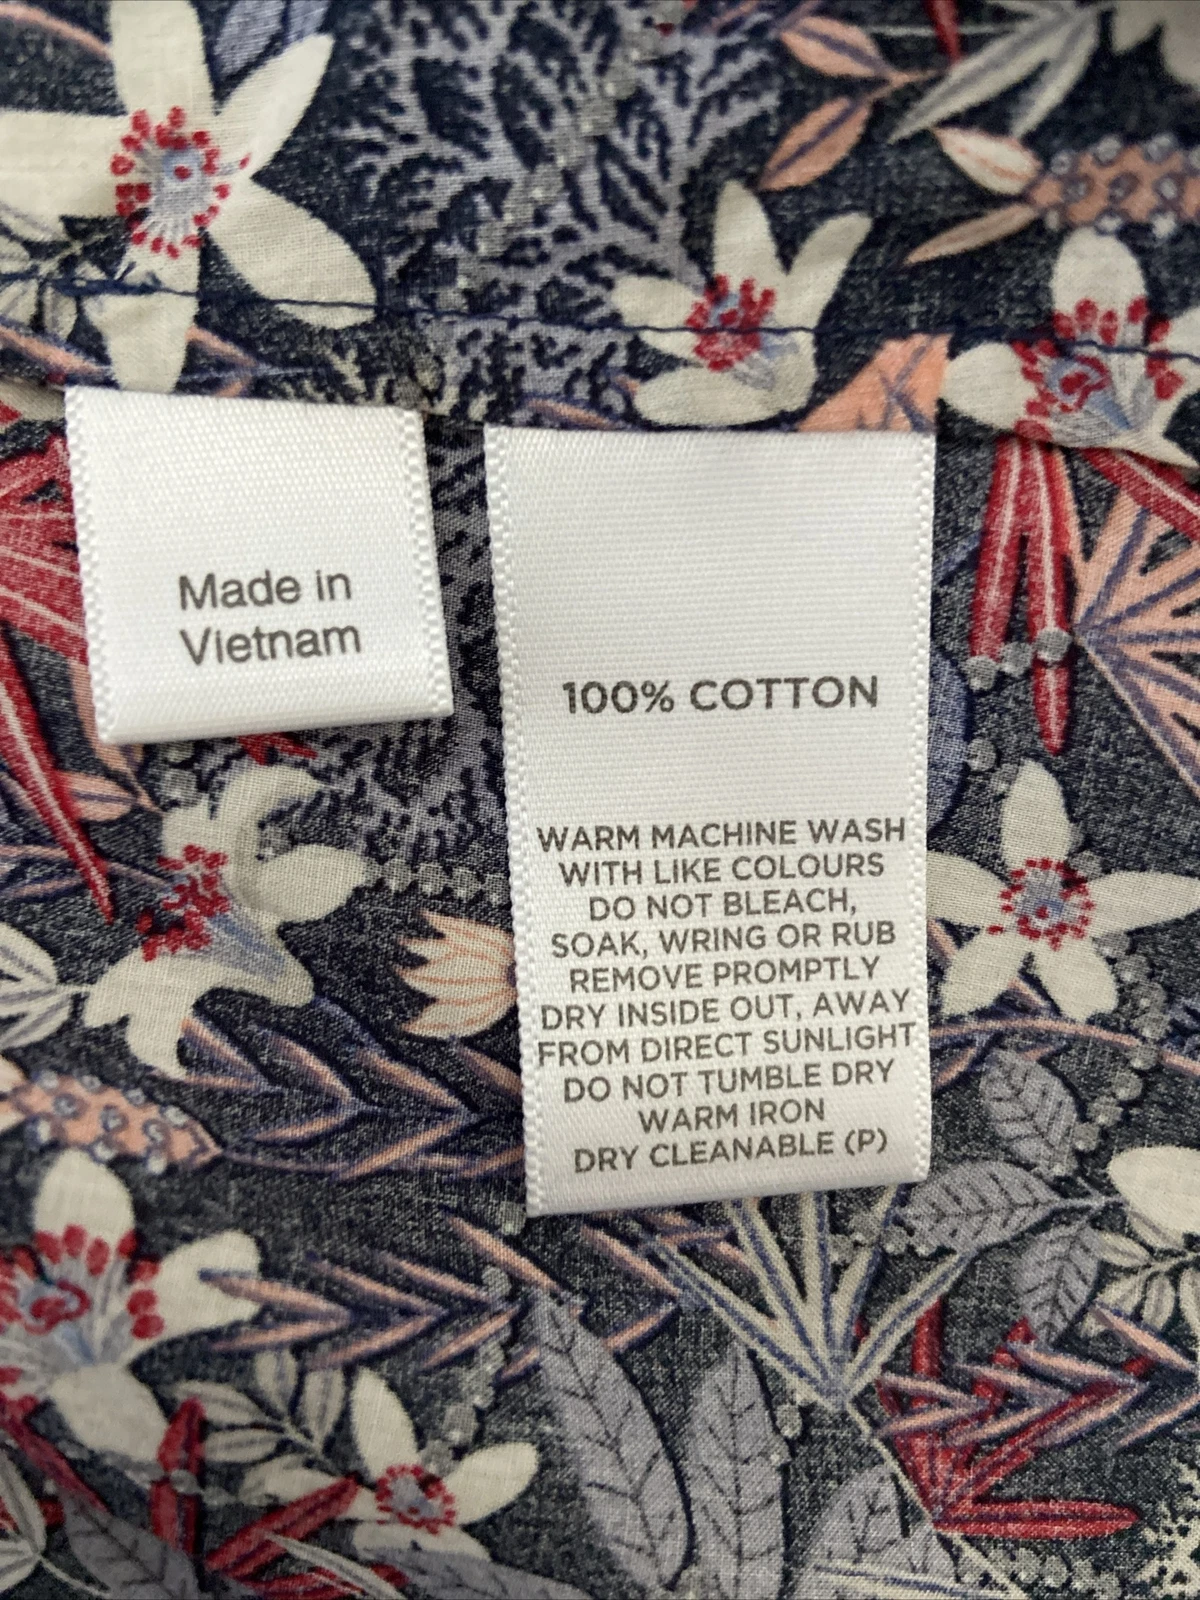 Made in
Vietnam
100% COTTON
WARM MACHINE WASH
WITH LIKE COLOURS
DO NOT BLEACH,
SOAK, WRING OR RUB
REMOVE PROMPTLY
DRY INSIDE OUT, AWAY
FROM DIRECT SUNLIGHT
DO NOT TUMBLE DRY
WARM IRON
DRY CLEANABLE (P)